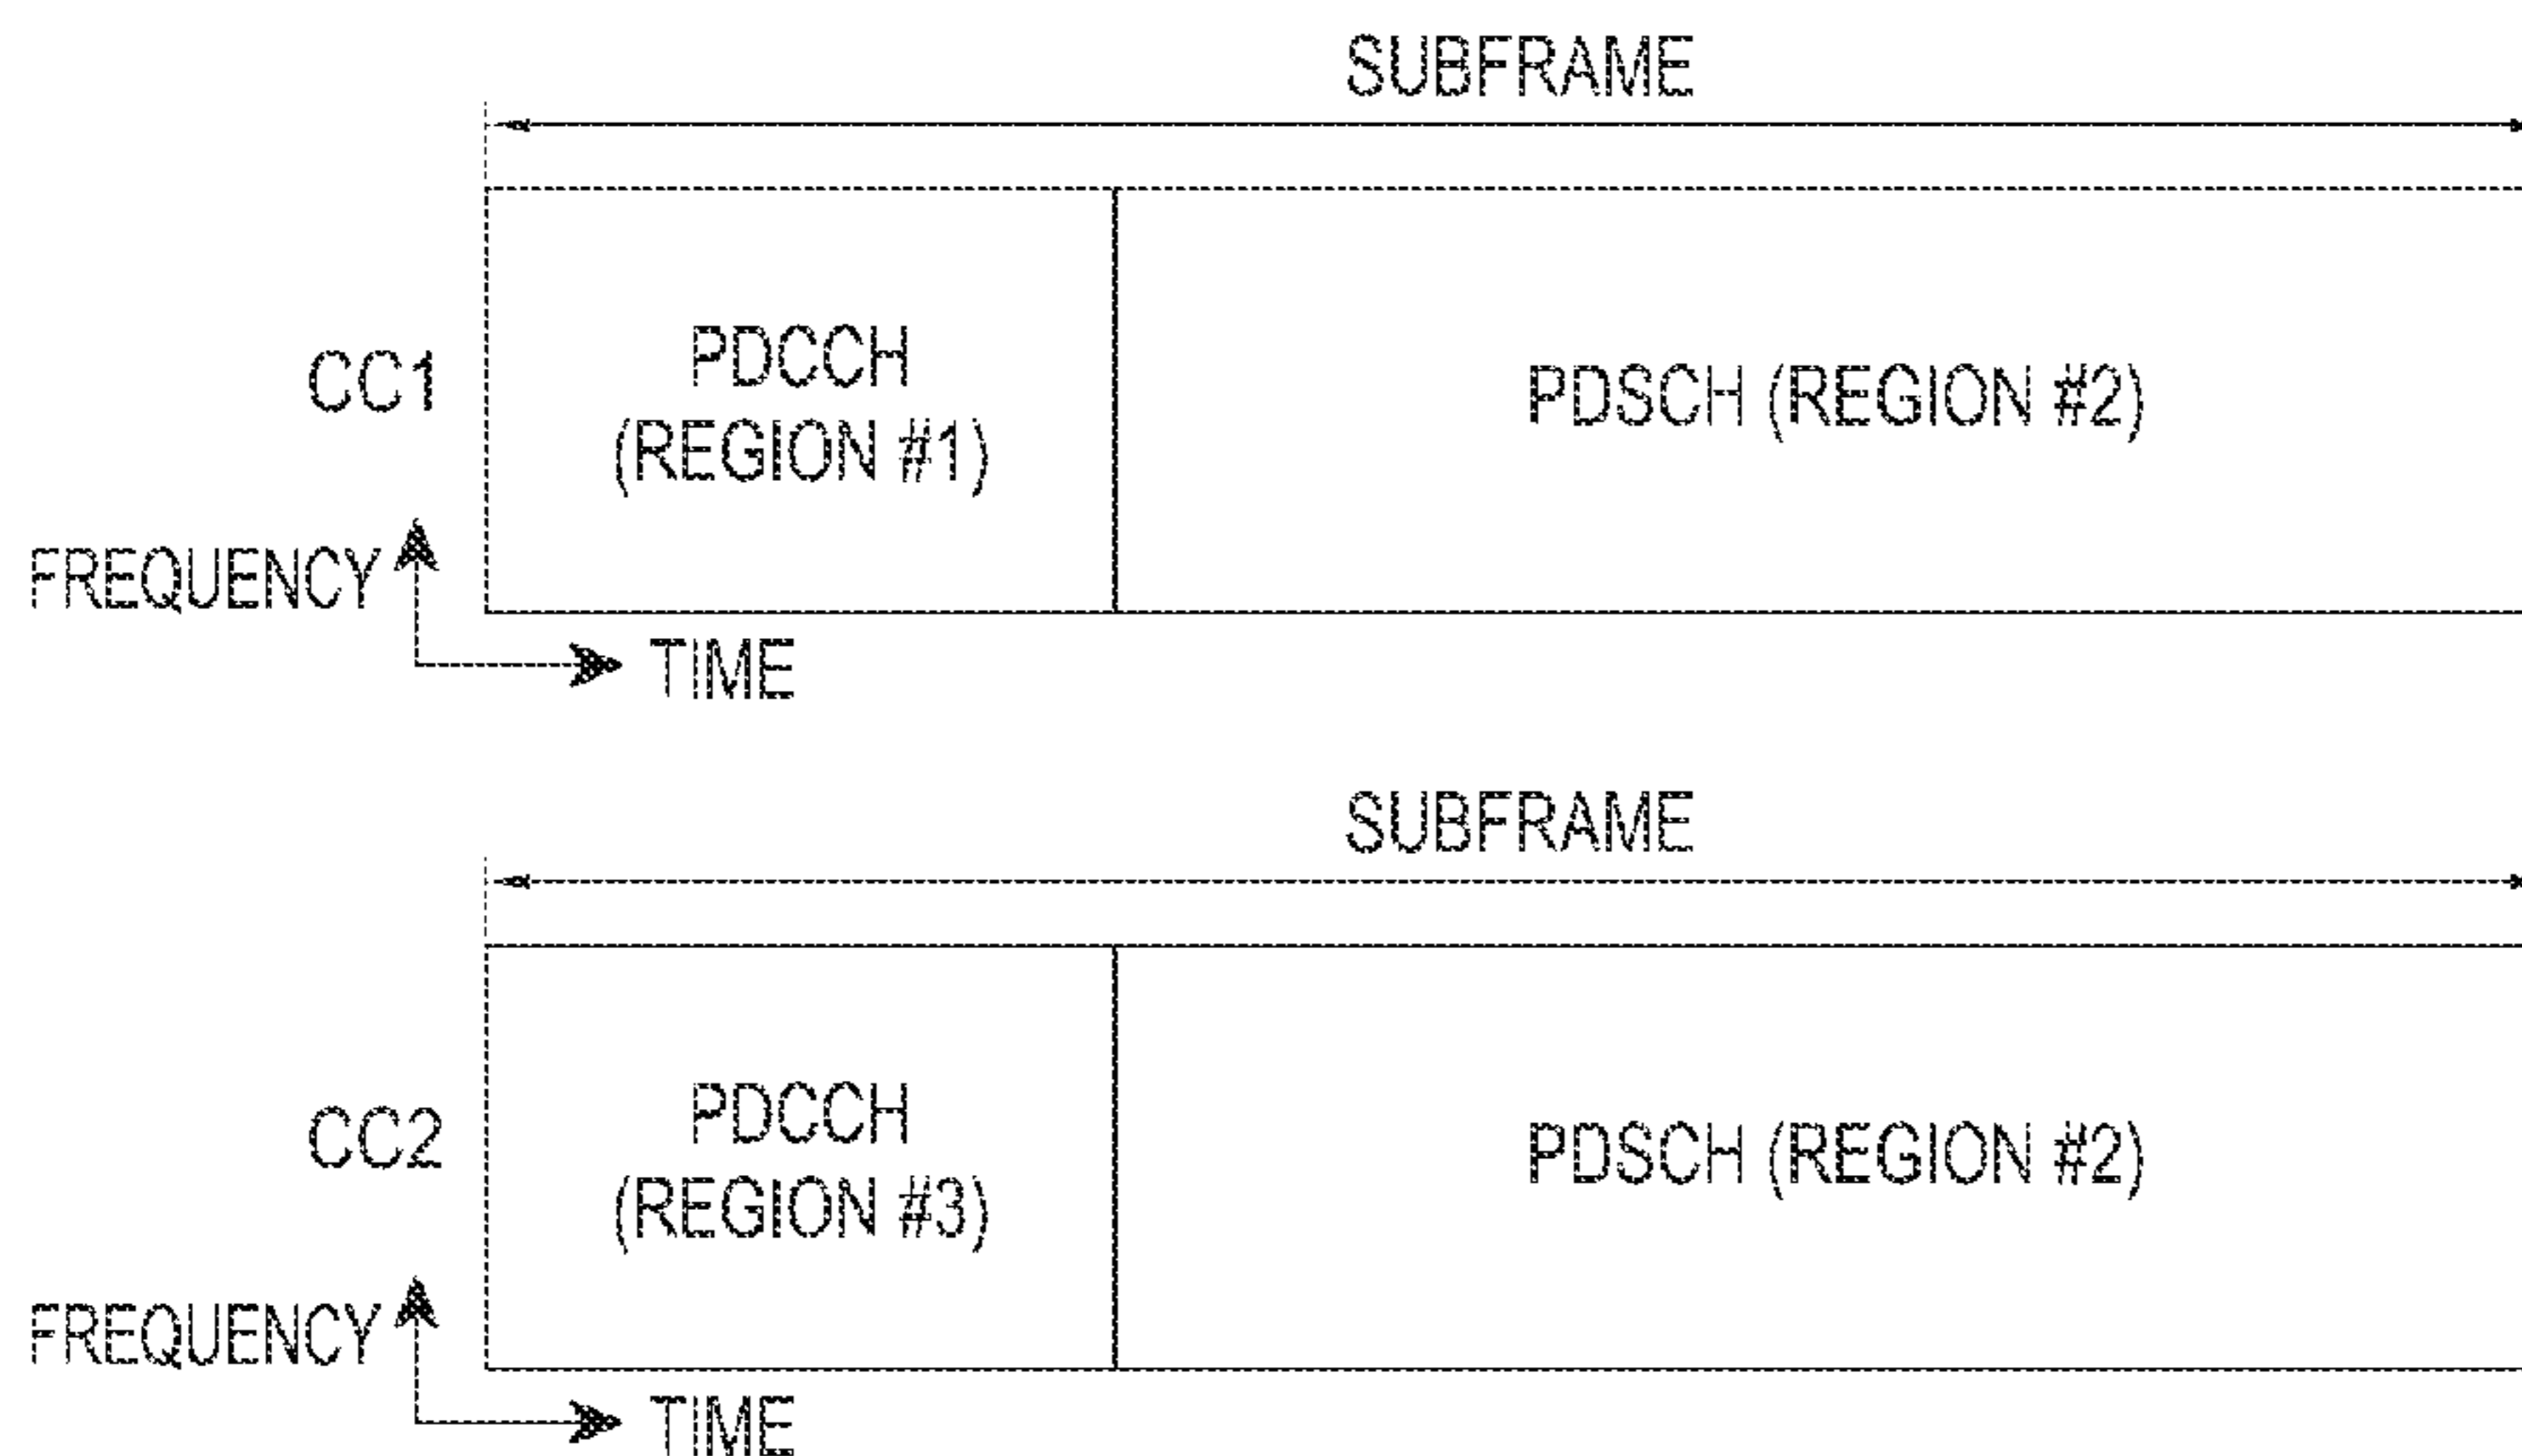 SUBFRAME
CC1
PDCCH
(REGION #1)
PDSCH (REGION #2)
FREQUENCY
TIME
SUBFRAME
CC2
PDCCH
(REGION #3)
PDSCH (REGION #2)
FREQUENCY
TIME